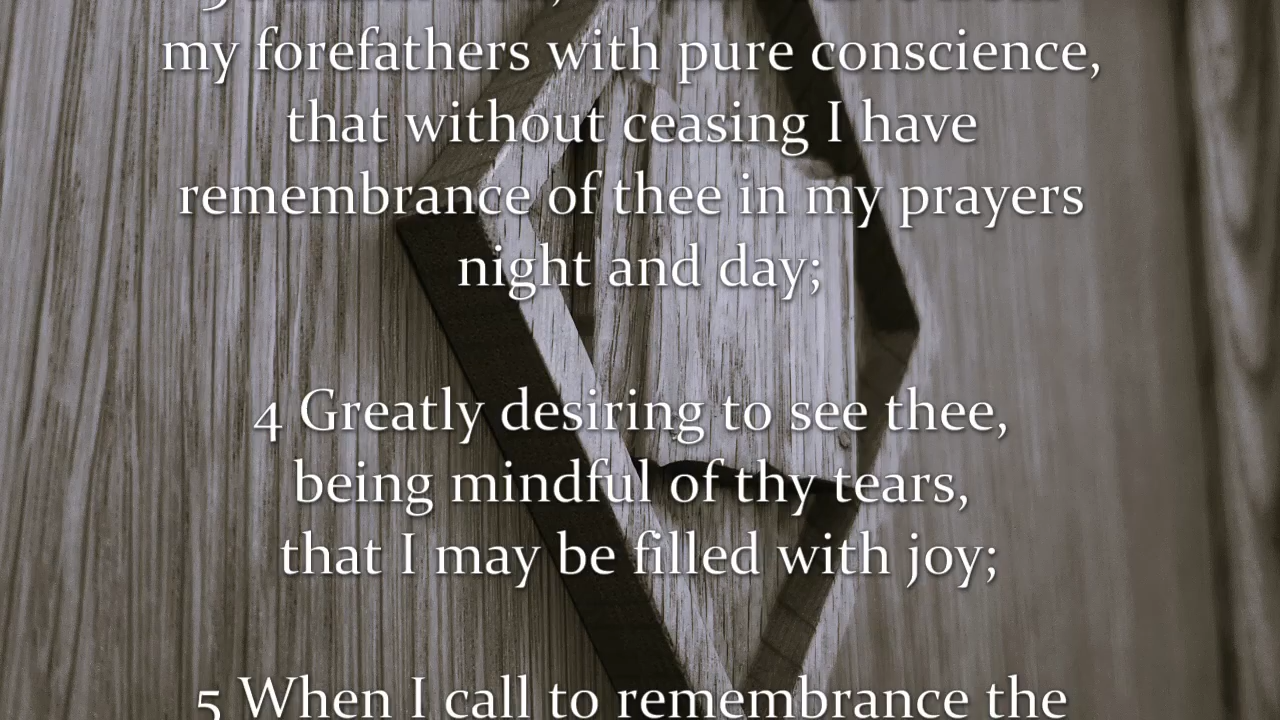 my forefathers with pure conscience,
that without ceasing I have
remembrance of thee in my prayers
night and day;
4 Greatly desiring to see thee,
being mindful of thy tears,
that I may be filled with joy;
5 When I call to remembrance the